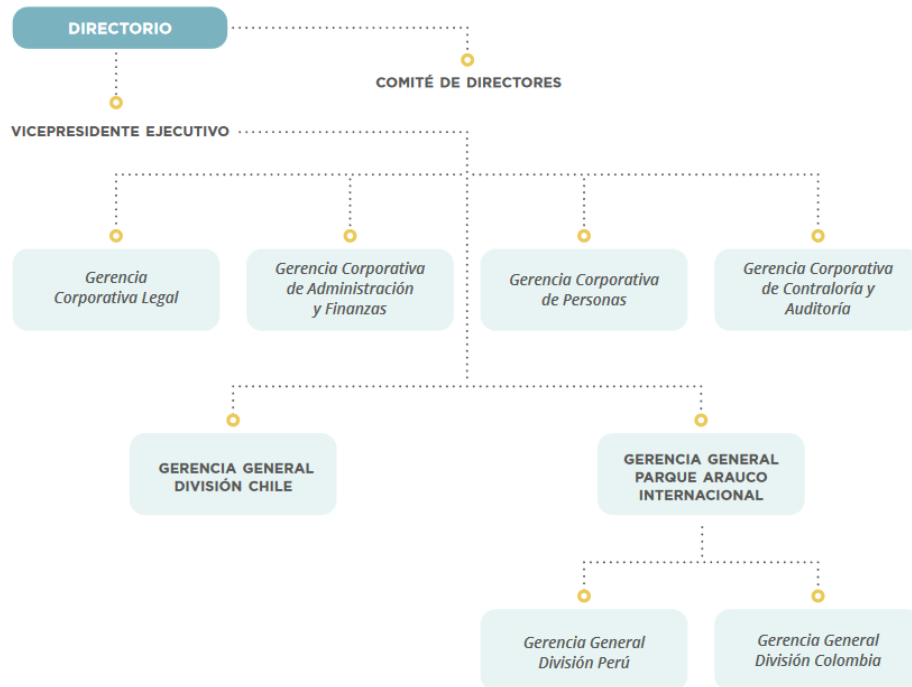 DIRECTORIO
COMITÉ DE DIRECTORES
VICEPRESIDENTE EJECUTIVO
Gerencia
Corporativa Legal
Gerencia Corporativa
de Administración
y Finanzas
Gerencia Corporativa
de Personas
Gerencia Corporativa
de Contraloría y
Auditoría
GERENCIA GENERAL
DIVISIÓN CHILE
GERENCIA GENERAL
PARQUE ARAUCO
INTERNACIONAL
Gerencia General
División Perú
Gerencia General
División Colombia